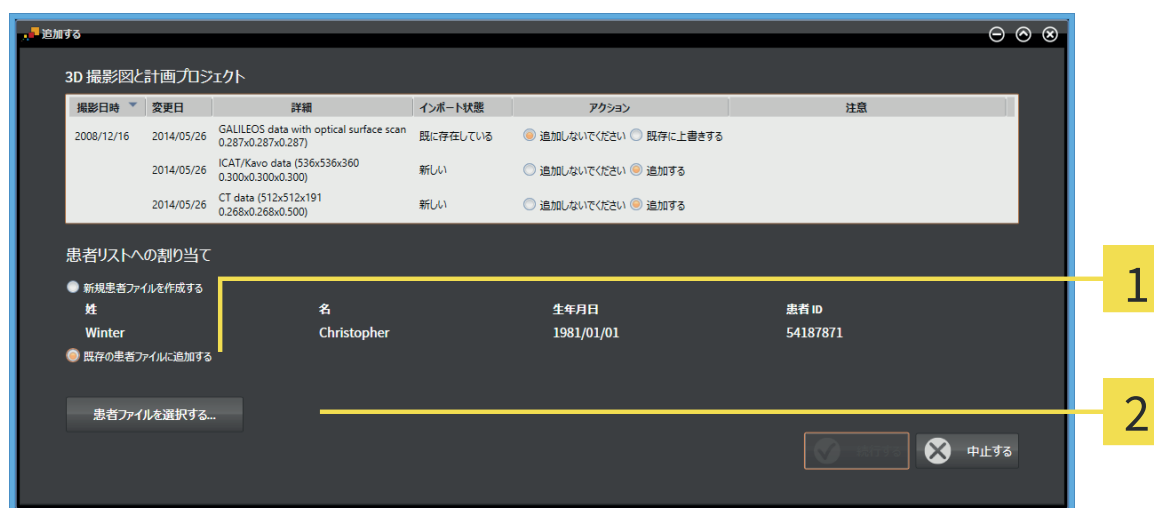 追加する
3D 撮影図と計画プロジェクト
撮影日時 変更日 詳細 インポート状態 アクション 注意
2008/12/16 2014/05/26 GALILEOS data with optical surface scan 既に存在している 追加しないでください 既存に上書きする
0.287x0.287x0.287)
2014/05/26 ICAT/Kavo data (536x536x360 新しい 追加しないでください 追加する
0.300x0.300x0.300)
2014/05/26 CT data (512x512x191 新しい 追加しないでください 追加する
0.268x0.268x0.500)
患者リストへの割り当て
新規患者ファイルを作成する
1
姓 名 生年月日 患者 ID
Winter Christopher 1981/01/01 54187871
既存の患者ファイルに追加する
患者ファイルを選択する...
2
中止する